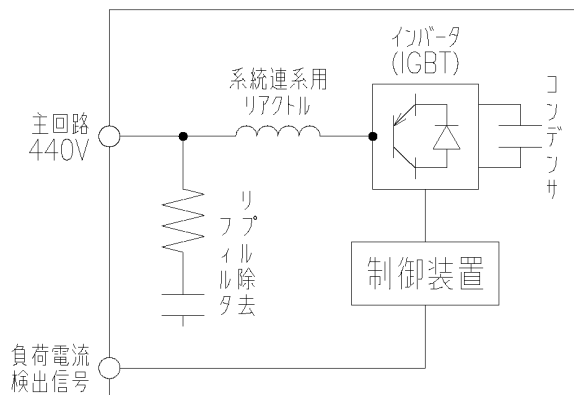 インバータ
(IGBT)
コンデンサ
系統連系用
リアクトル
主回路
440V
リプル除去
フィルタ
制御装置
負荷電流
検出信号